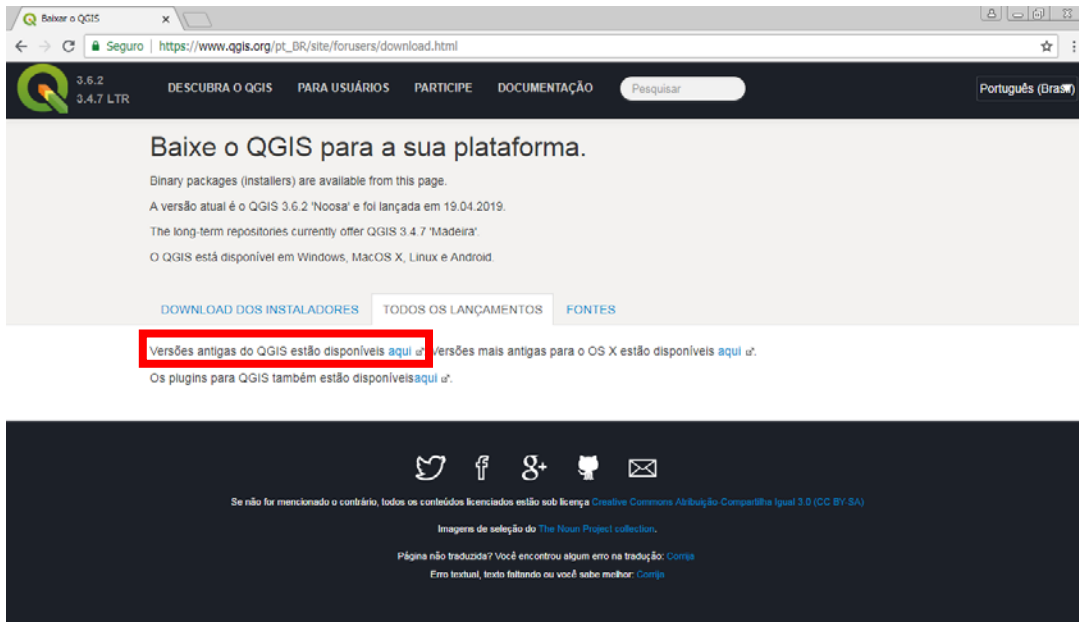 Baixar o QGIS
Seguro | https://www.qgis.org/pt_BR/site/forusers/download.html
3.6.2
3.4.7 LTR
DESCUBRA O QGIS PARA USUÁRIOS PARTICIPE DOCUMENTAÇÃO Pesquisar Português (Brasil)
Baixe o QGIS para a sua plataforma.
Binary packages (installers) are available from this page.
A versão atual é o QGIS 3.6.2 'Noosa' e foi lançada em 19.04.2019.
The long-term repositories currently offer QGIS 3.4.7 'Madeira'.
O QGIS está disponível em Windows, MacOS X, Linux e Android.
DOWNLOAD DOS INSTALADORES TODOS OS LANÇAMENTOS FONTES
Versões antigas do QGIS estão disponíveis aqui Versões mais antigas para o OS X estão disponíveis aqui .
Os plugins para QGIS também estão disponíveisaqui .
Se não for mencionado o contrário, todos os conteúdos licenciados estão sob licença Creative Commons Atribuição-Compartilha Igual 3.0 (CC BY-SA)
Imagens de seleção do The Noun Project collection.
Página não traduzida? Você encontrou algum erro na tradução: Corrija
Erro textual, texto faltando ou você sabe melhor: Corrija